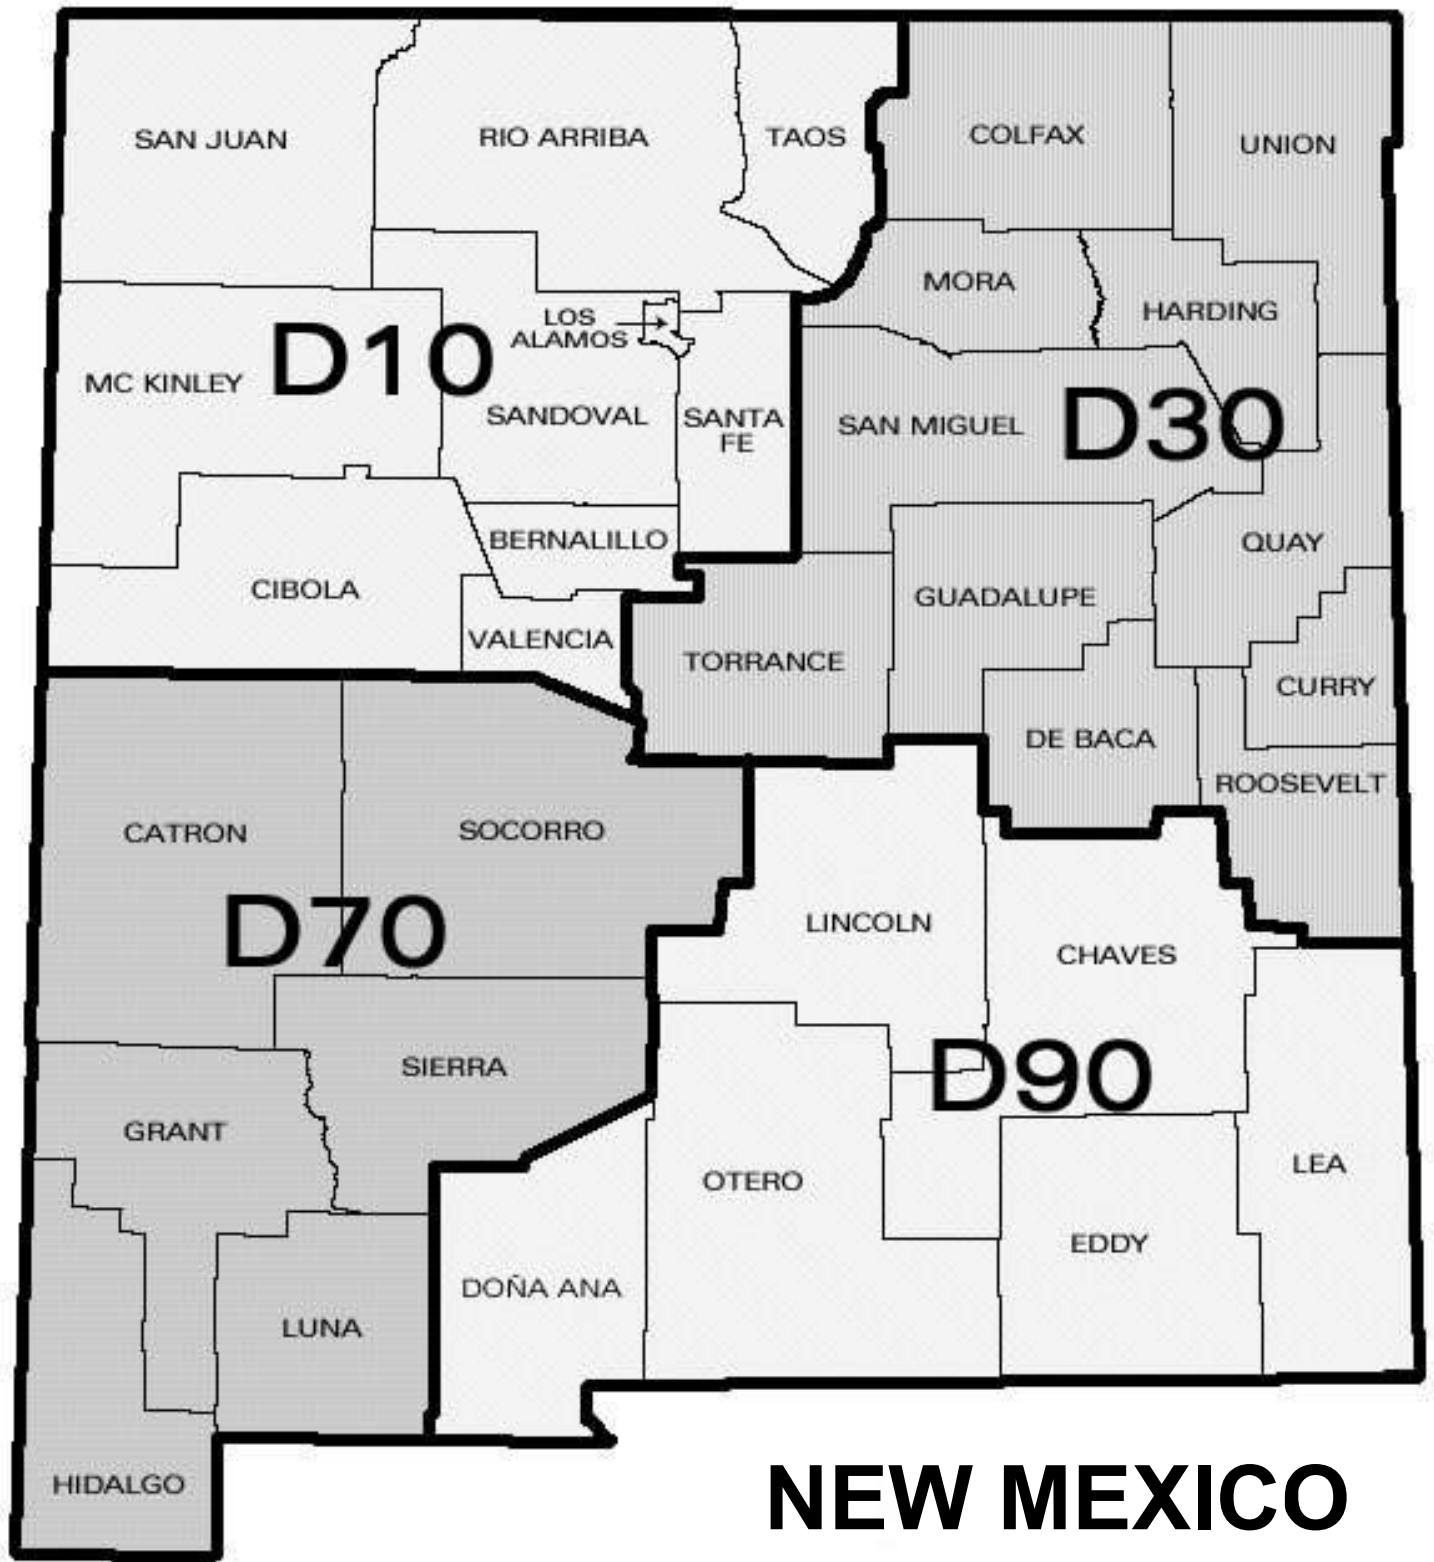 SAN JUAN
RIO ARRIBA
TAOS
COLFAX
UNION
MORA
HARDING
LOS
ALAMOS
D10
MC KINLEY
SANDOVAL
SANTA
FE
SAN MIGUEL
D30
BERNALILLO
QUAY
CIBOLA
GUADALUPE
VALENCIA
TORRANCE
CURRY
DE BACA
ROOSEVELT
CATRON
SOCORRO
D70
LINCOLN
CHAVES
SIERRA
D90
GRANT
OTERO
LEA
EDDY
DOÑA ANA
LUNA
HIDALGO
NEW MEXICO